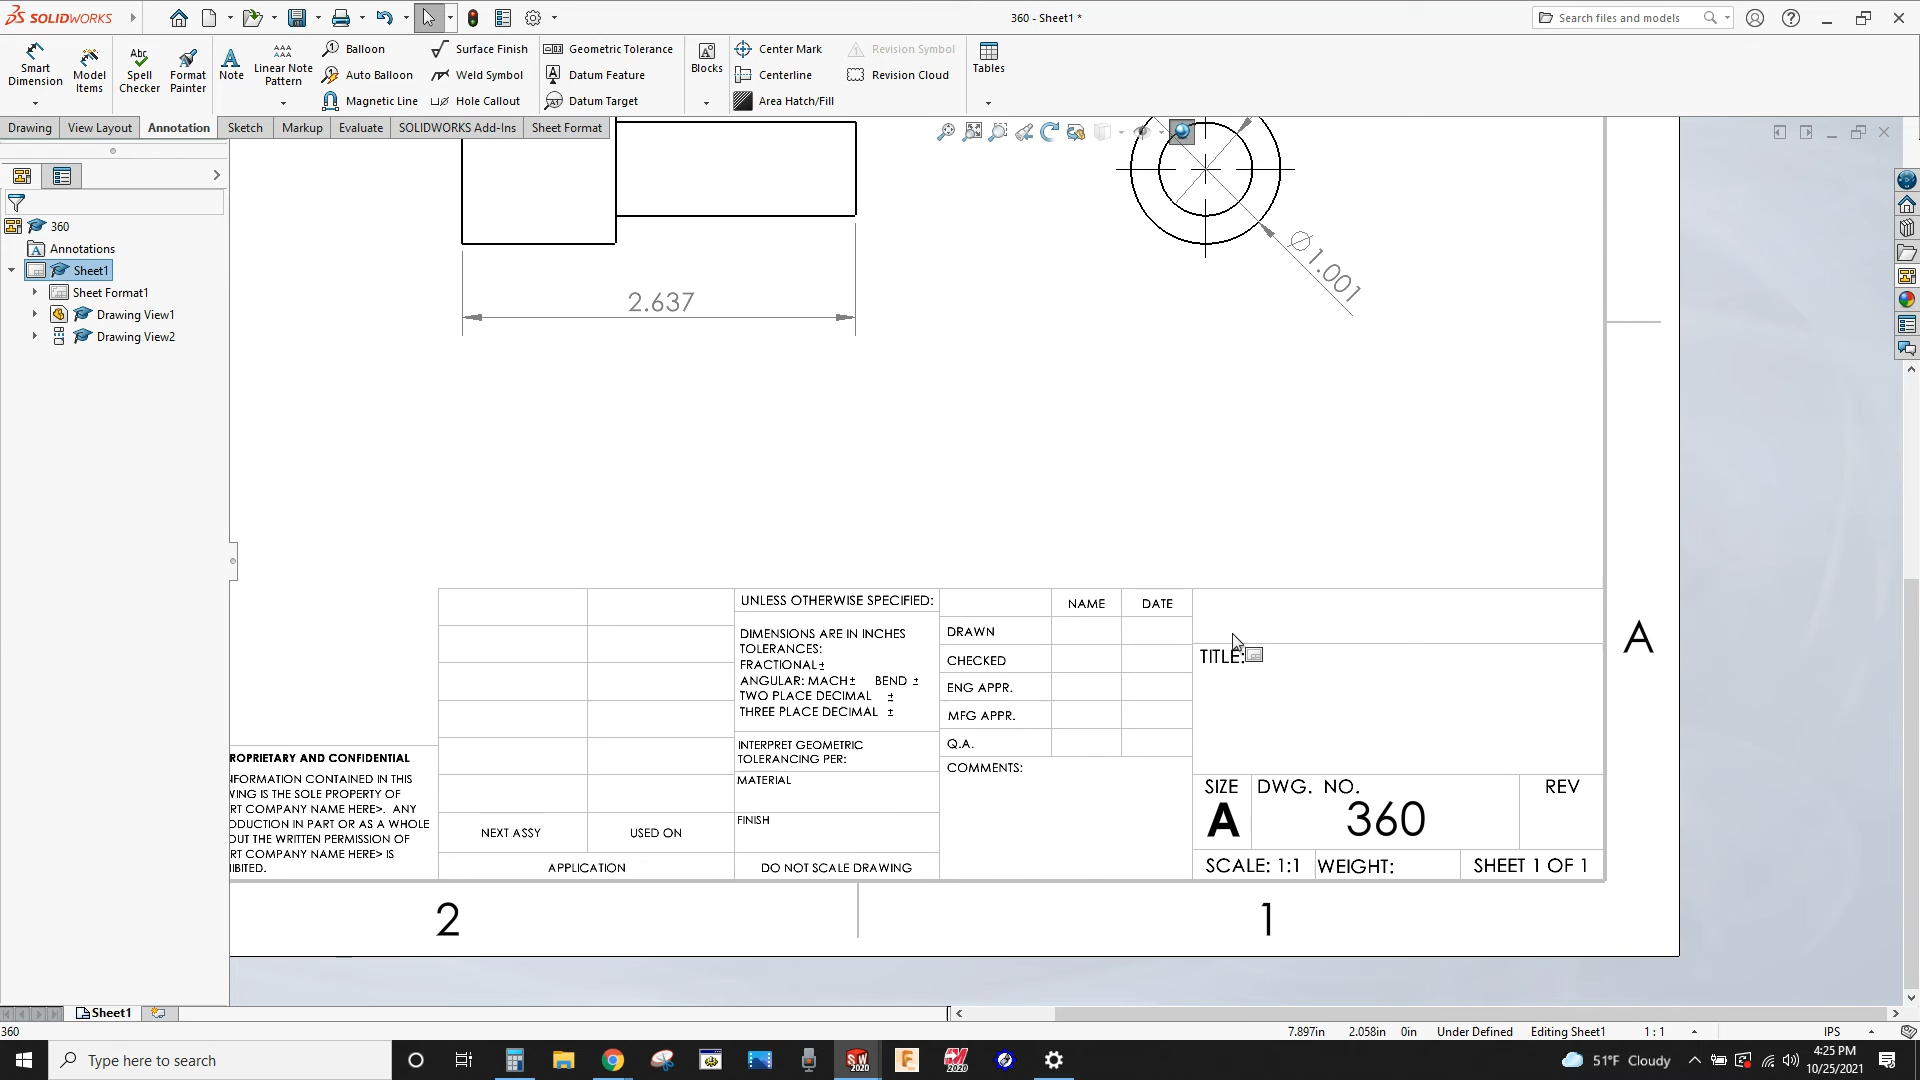 SOLIDWORKS
360 - Sheet1 *
Search files and models
Smart Dimension
Model Items
Spell Checker
Format Painter
Note
Linear Note Pattern
Balloon
Auto Balloon
Magnetic Line
Surface Finish
Weld Symbol
Hole Callout
Geometric Tolerance
Datum Feature
Datum Target
Blocks
Center Mark
Centerline
Area Hatch/Fill
Revision Symbol
Revision Cloud
Tables
Drawing View Layout Annotation Sketch Markup Evaluate SOLIDWORKS Add-Ins Sheet Format
360
Annotations
Sheet1
Sheet Format1
Drawing View1
Drawing View2
2.637
Ø1.001
UNLESS OTHERWISE SPECIFIED:
DIMENSIONS ARE IN INCHES
TOLERANCES:
FRACTIONAL±
ANGULAR: MACH± BEND ±
TWO PLACE DECIMAL ±
THREE PLACE DECIMAL ±
INTERPRET GEOMETRIC
TOLERANCING PER:
MATERIAL
FINISH
DO NOT SCALE DRAWING
NAME DATE
DRAWN
CHECKED
ENG APPR.
MFG APPR.
Q.A.
COMMENTS:
TITLE:
SIZE
A
DWG. NO.
360
REV
SCALE: 1:1 WEIGHT: SHEET 1 OF 1
A
ROPRIETARY AND CONFIDENTIAL
IFORMATION CONTAINED IN THIS
WING IS THE SOLE PROPERTY OF
RT COMPANY NAME HERE>. ANY
ODUCTION IN PART OR AS A WHOLE
OUT THE WRITTEN PERMISSION OF
RT COMPANY NAME HERE> IS
IBITED.
NEXT ASSY USED ON
APPLICATION
2 1
Sheet1
360
7.897in 2.058in 0in Under Defined Editing Sheet1 1 : 1 IPS
Type here to search
SW
2020
2020
51°F Cloudy
4:25 PM
10/25/2021